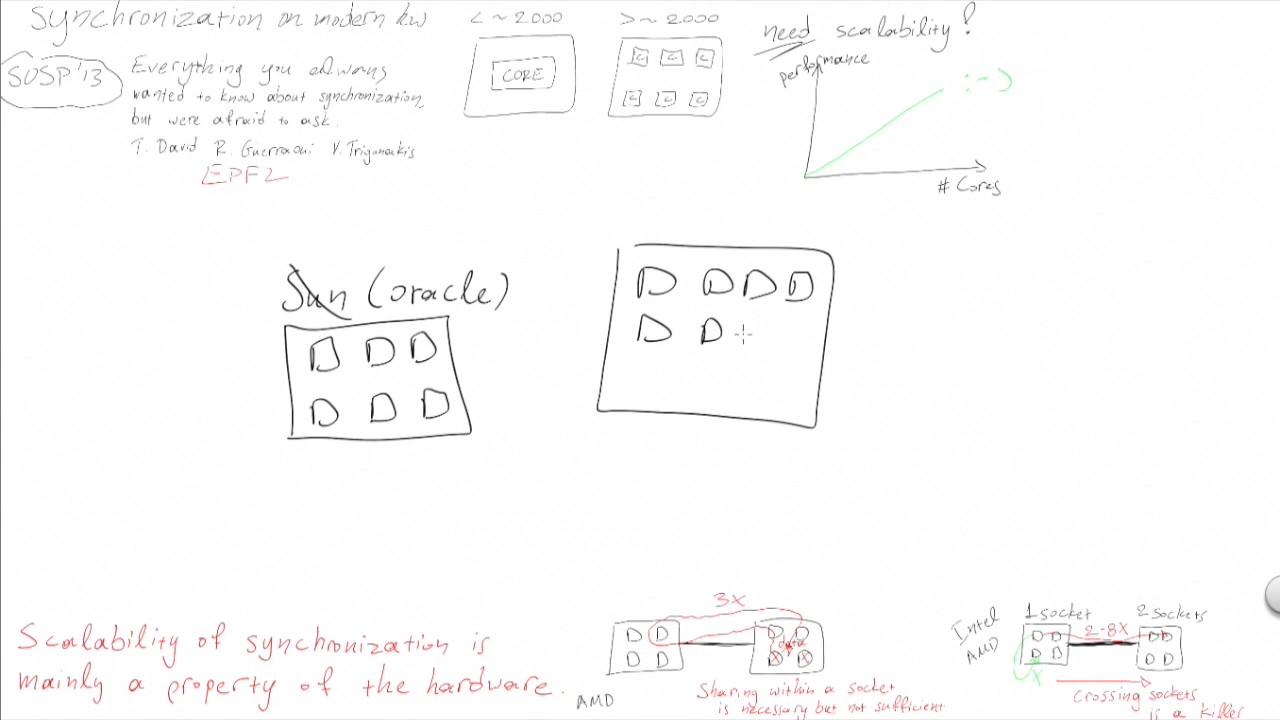 Synchronization on modern hw
SOSP'13
Everything you always
wanted to know about synchronization,
but were afraid to ask.
T. David R. Guerraoui V. Trigonakis
EPFL
< ~ 2000
CORE
> ~ 2000
C C C
C C C
need scalability?
performance
:-)
# Cores
Sun (oracle)
D D D
D D D
D D D D
D D
Scalability of synchronization is
mainly a property of the hardware.
3x
D D
D D
data
AMD
Sharing within a socket
is necessary but not sufficient
Intel
AMD
1 socket
2 sockets
2-8x
D D
D D
D D
D D
x
Crossing sockets
is a killer